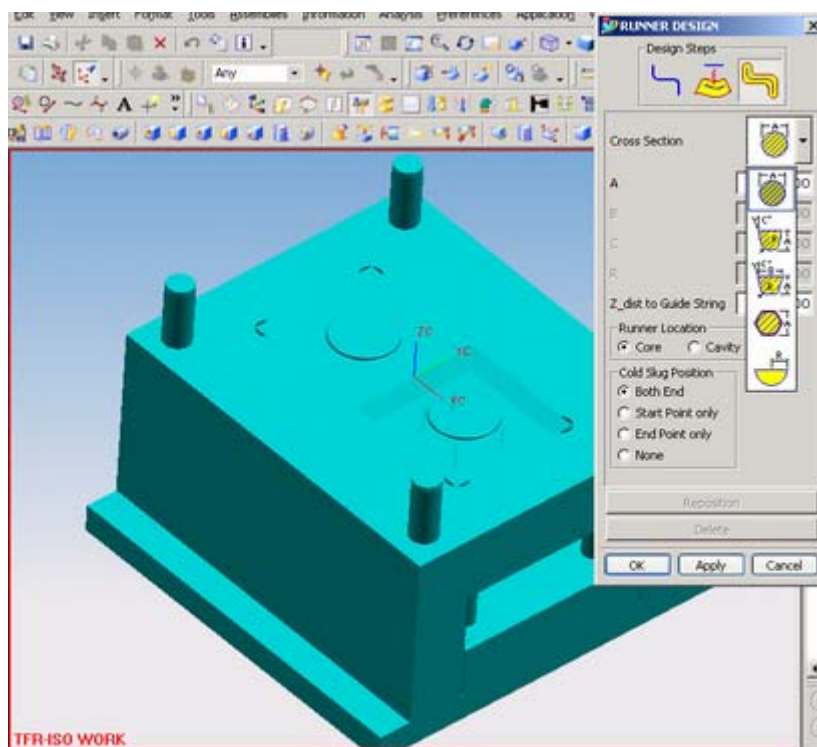 Edit View Insert Format Tools Assemblies Information Analysis Preferences Application
Any
RUNNER DESIGN
Design Steps
Cross Section
A
A
A
B
C
R
Z_dist to Guide String
Runner Location
Core Cavity
R
Cold Slug Position
Both End
Start Point only
End Point only
None
Reposition
Delete
OK Apply Cancel
ZC
YC
XC
TFR-ISO WORK